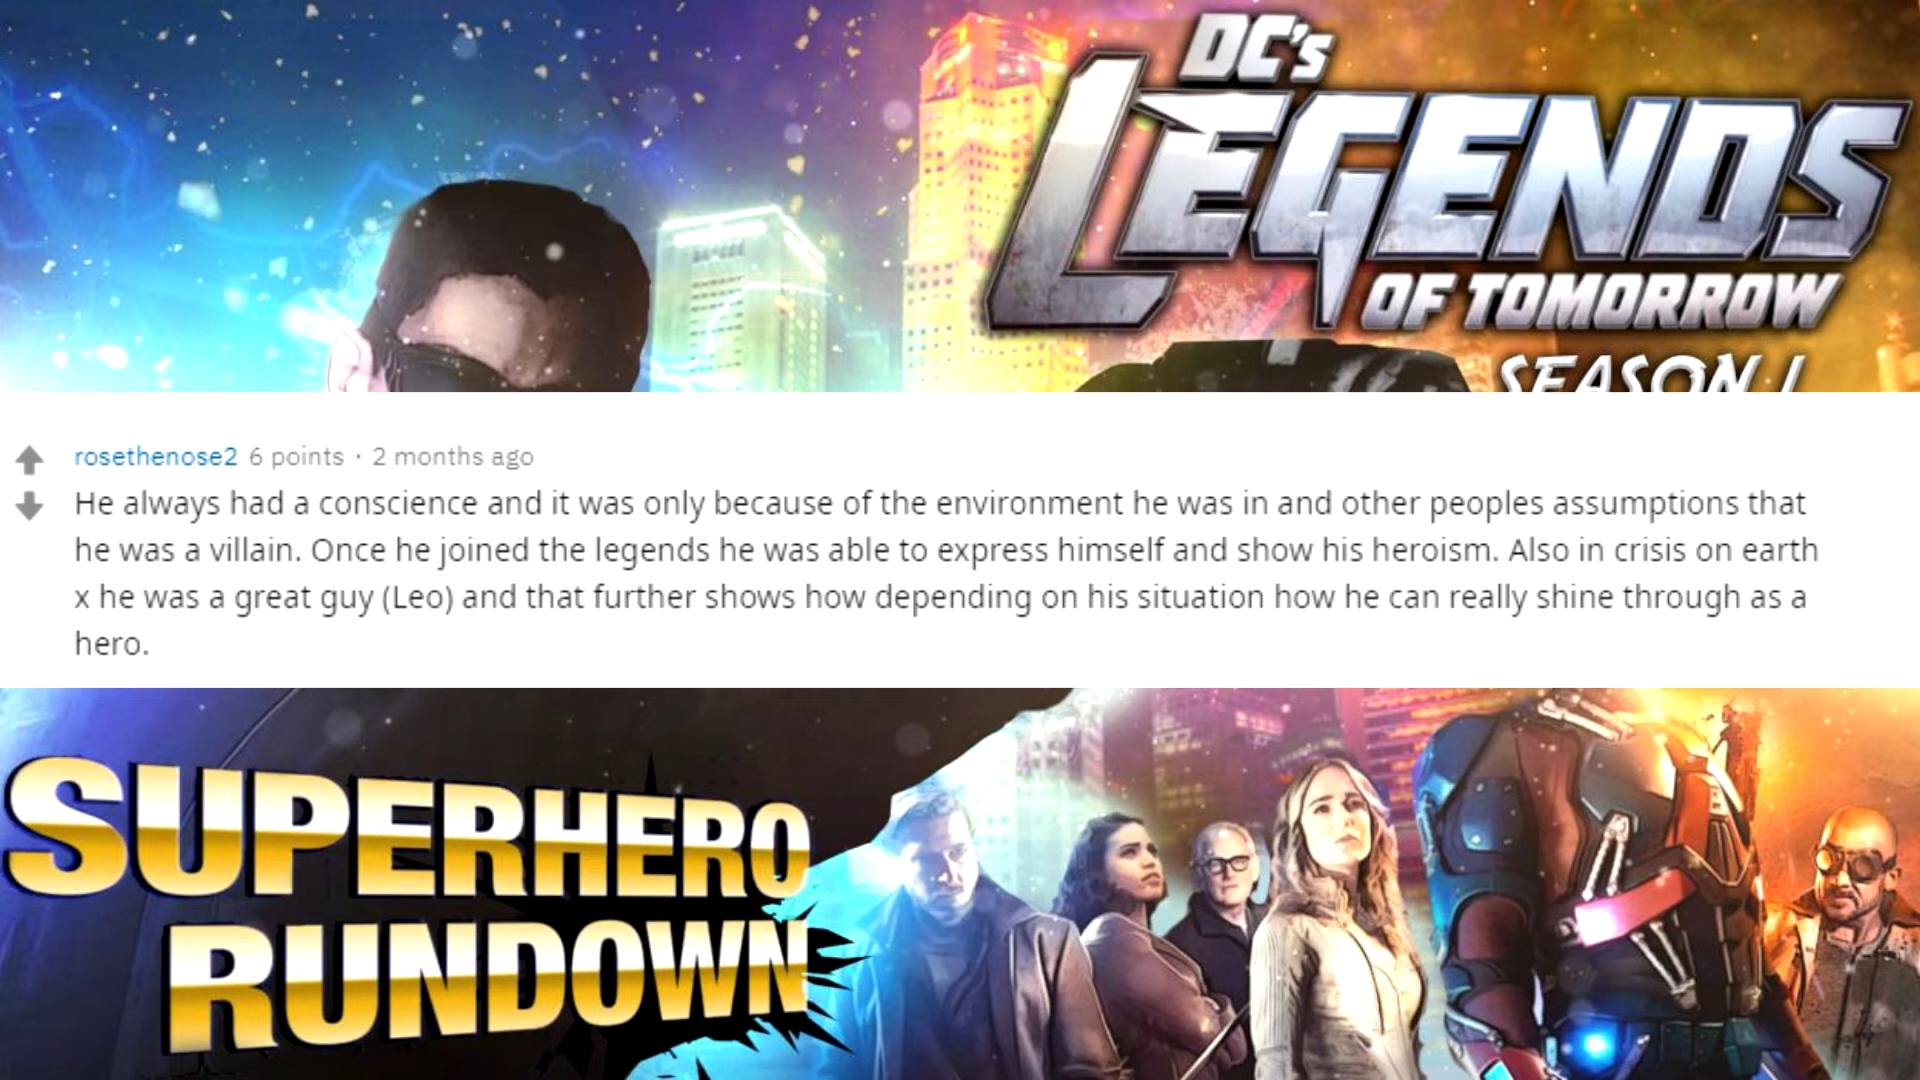 DC's
LEGENDS
OF TOMORROW
SEASON 1
rosethenose2 6 points · 2 months ago
He always had a conscience and it was only because of the environment he was in and other peoples assumptions that
he was a villain. Once he joined the legends he was able to express himself and show his heroism. Also in crisis on earth
x he was a great guy (Leo) and that further shows how depending on his situation how he can really shine through as a
hero.
SUPERHERO
RUNDOWN